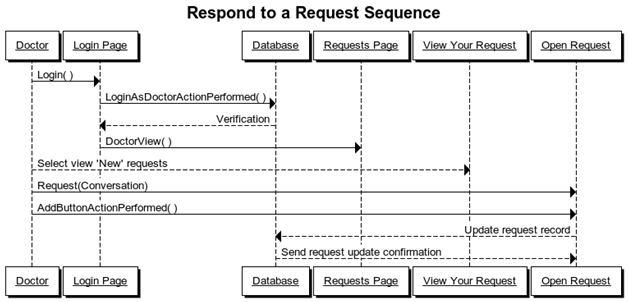 Respond to a Request Sequence
Doctor Login Page Database Requests Page View Your Request Open Request
Login( )
LoginAsDoctorActionPerformed( )
Verification
DoctorView( )
Select view 'New' requests
Request(Conversation)
AddButtonActionPerformed( )
Update request record
Send request update confirmation
Doctor Login Page Database Requests Page View Your Request Open Request